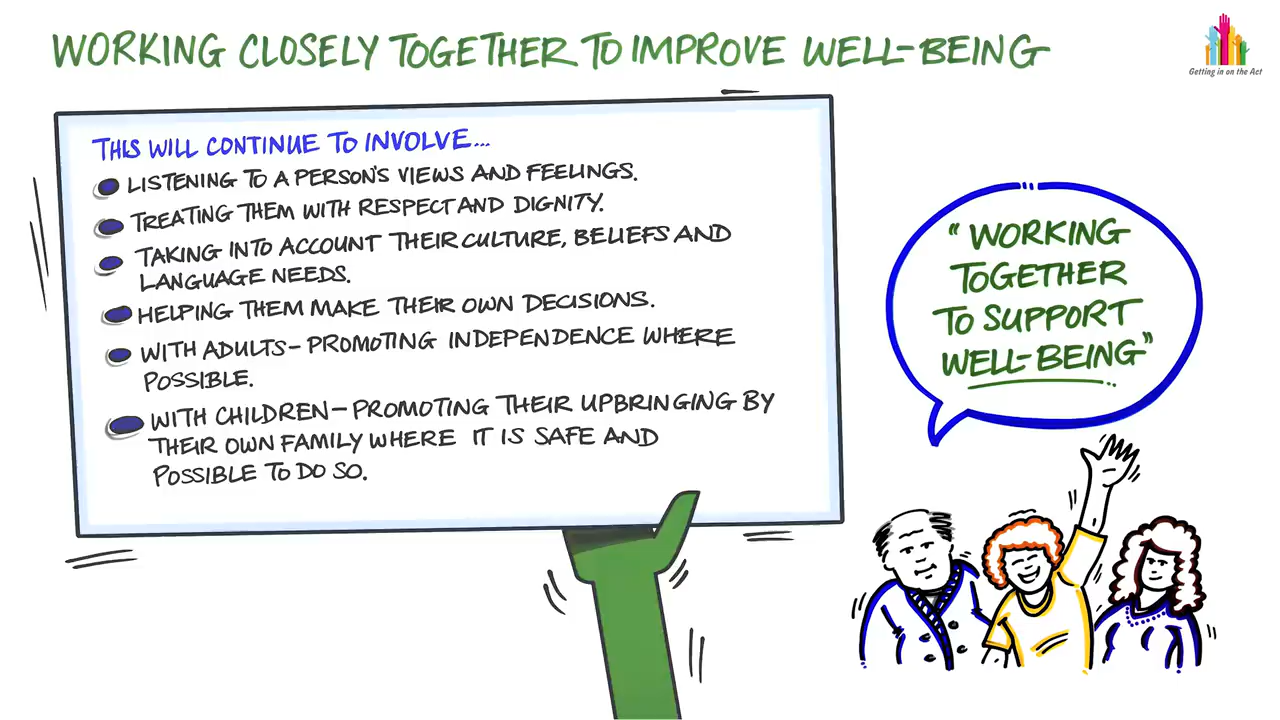 WORKING CLOSELY TOGETHER TO IMPROVE WELL-BEING
Getting in on the Act
THIS WILL CONTINUE TO INVOLVE...
LISTENING TO A PERSON'S VIEWS AND FEELINGS.
TREATING THEM WITH RESPECT AND DIGNITY.
TAKING INTO ACCOUNT THEIR CULTURE, BELIEFS AND
LANGUAGE NEEDS.
HELPING THEM MAKE THEIR OWN DECISIONS.
WITH ADULTS - PROMOTING INDEPENDENCE WHERE
POSSIBLE.
WITH CHILDREN - PROMOTING THEIR UPBRINGING BY
THEIR OWN FAMILY WHERE IT IS SAFE AND
POSSIBLE TO DO SO.
"WORKING
TOGETHER
TO SUPPORT
WELL-BEING"